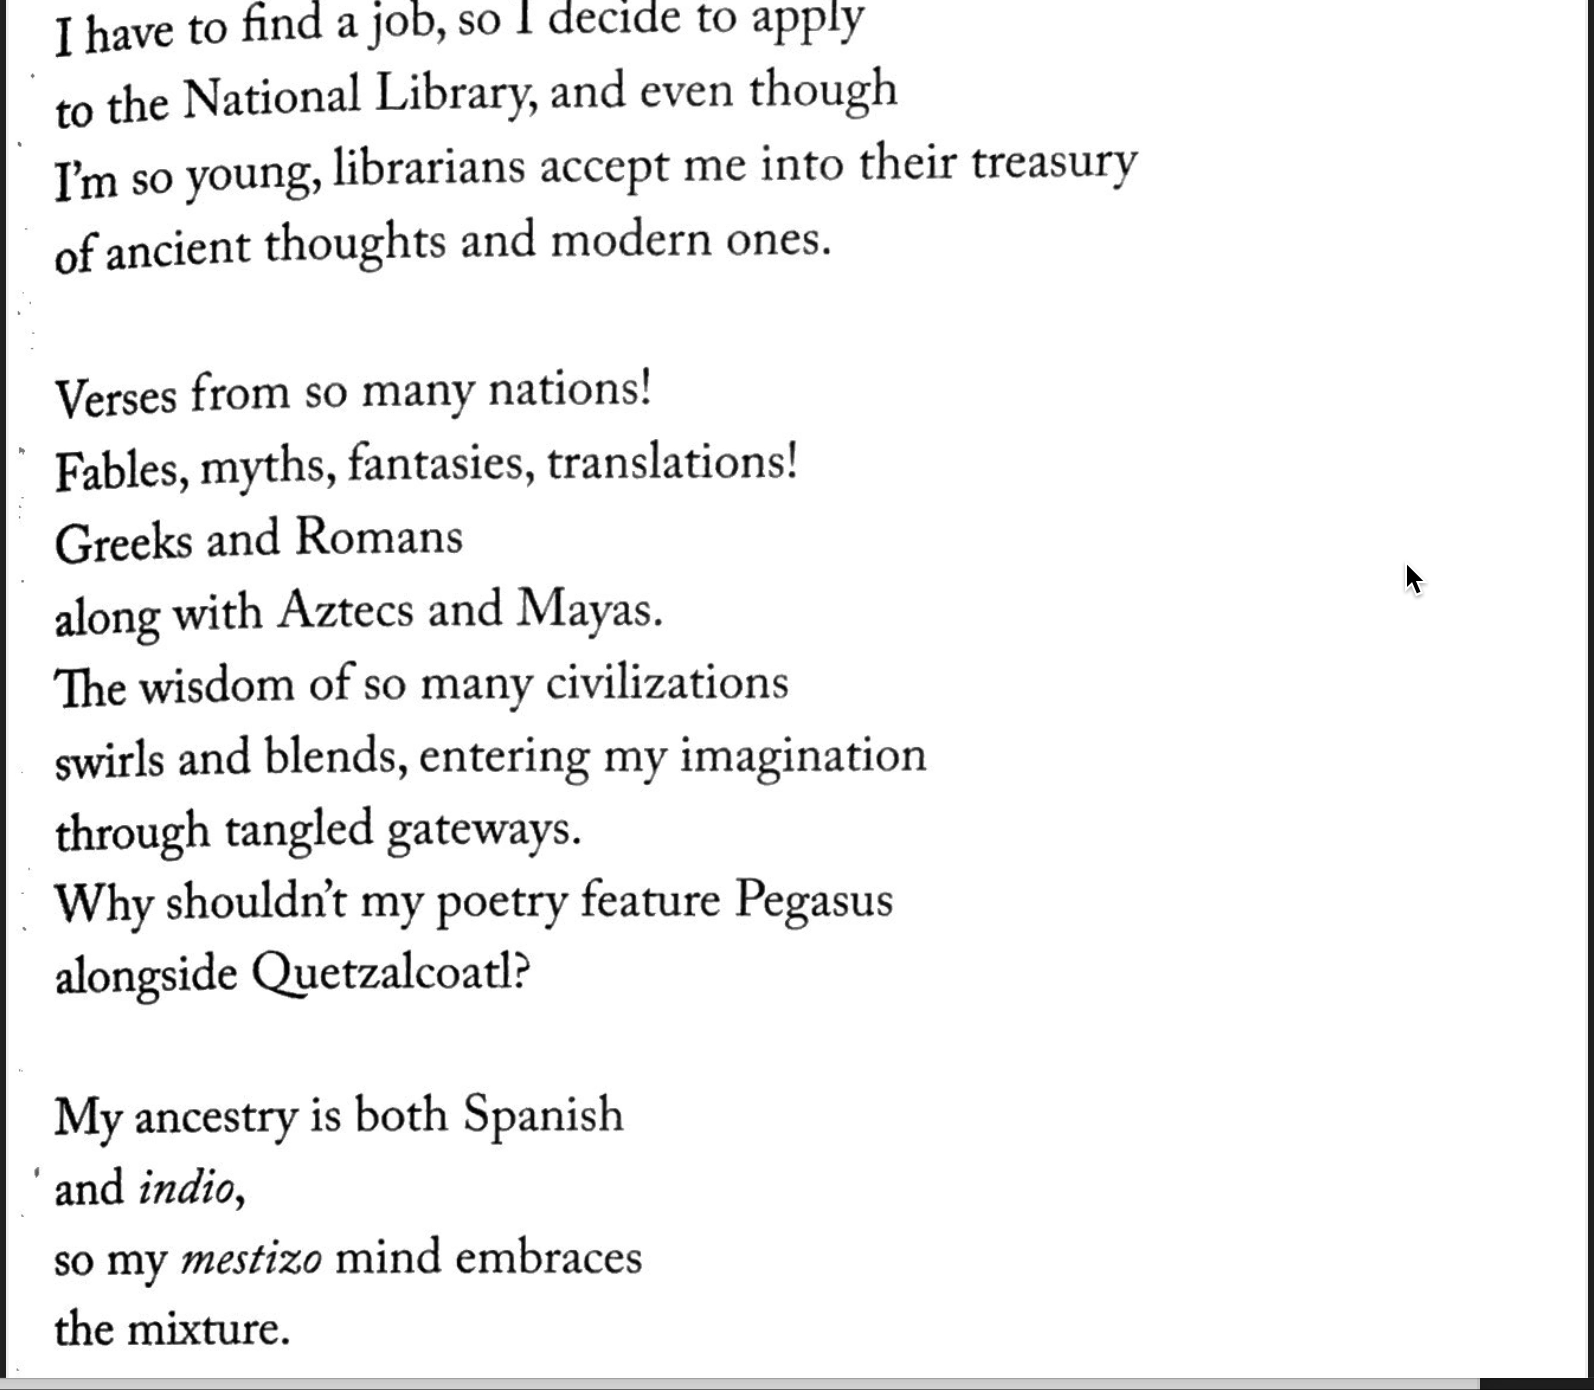 I have to find a job, so I decide to apply
to the National Library, and even though
I'm so young, librarians accept me into their treasury
of ancient thoughts and modern ones.
Verses from so many nations!
Fables, myths, fantasies, translations!
Greeks and Romans
along with Aztecs and Mayas.
The wisdom of so many civilizations
swirls and blends, entering my imagination
through tangled gateways.
Why shouldn't my poetry feature Pegasus
alongside Quetzalcoatl?
My ancestry is both Spanish
and indio,
so my mestizo mind embraces
the mixture.